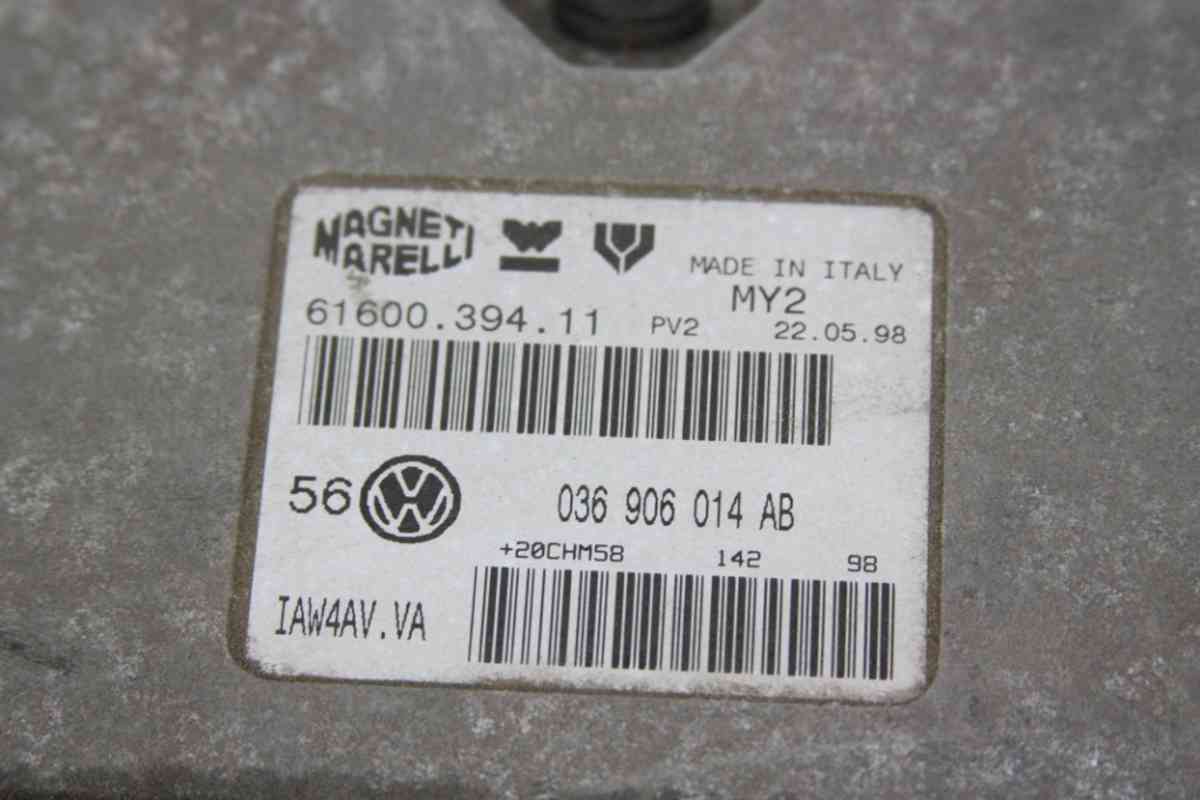 MAGNETI
MARELLI
MADE IN ITALY
MY2
61600.394.11 PV2 22.05.98
56 VW 036 906 014 AB
+20CHM58 142 98
IAW4AV.VA